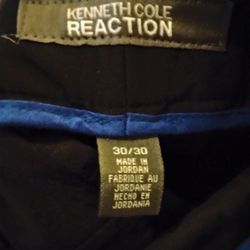 KENNETH COLE
REACTION
30/30
MADE IN
JORDAN
FABRIQUE AU
JORDANIE
HECHO EN
JORDANIA